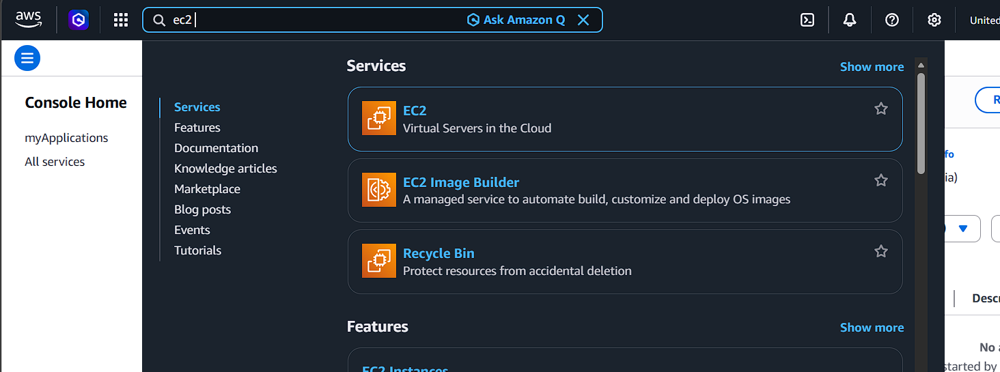 aws
ec2
Ask Amazon Q
United
Console Home
myApplications
All services
Services
Features
Documentation
Knowledge articles
Marketplace
Blog posts
Events
Tutorials
Services
Show more
EC2
Virtual Servers in the Cloud
EC2 Image Builder
A managed service to automate build, customize and deploy OS images
Recycle Bin
Protect resources from accidental deletion
Features
Show more
EC2 Instances
R
fo
ia)
Descr
No a
started by